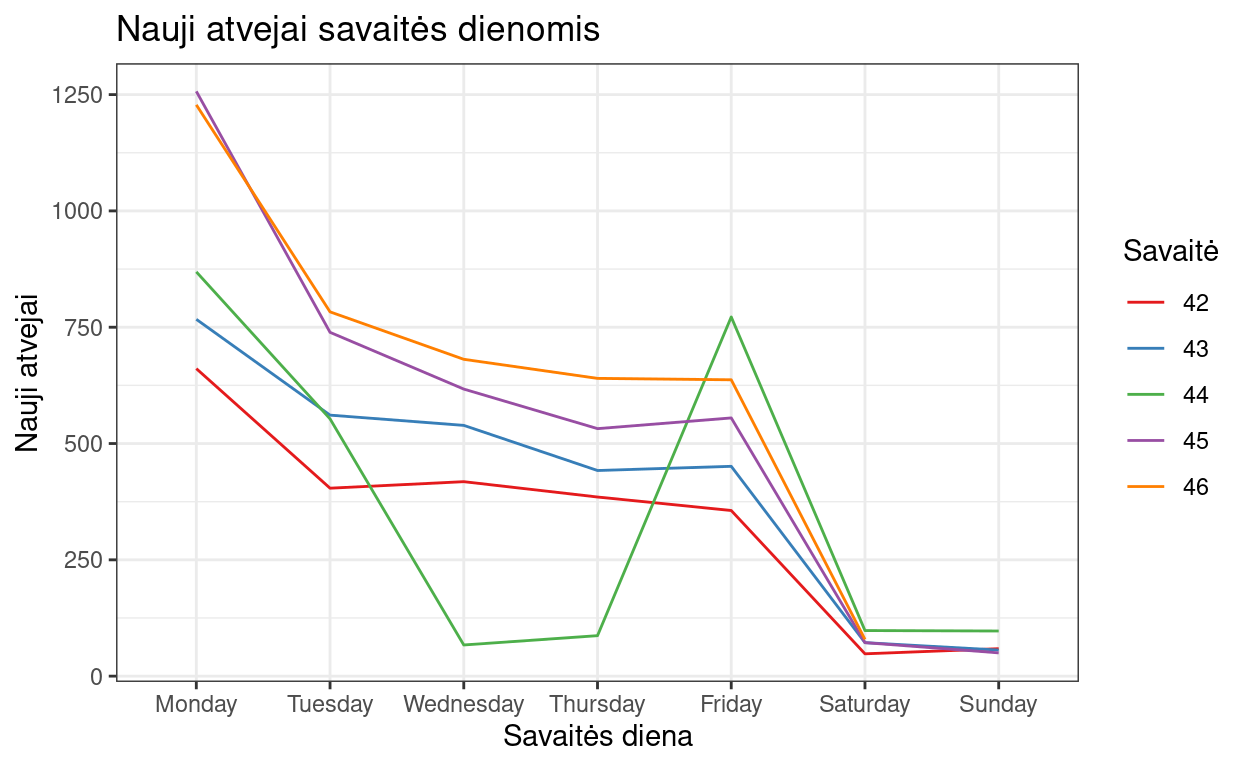 Nauji atvejai savaitės dienomis
Nauji atvejai
1250
1000
750
500
250
0
Monday Tuesday Wednesday Thursday Friday Saturday Sunday
Savaitės diena
Savaitė
42
43
44
45
46